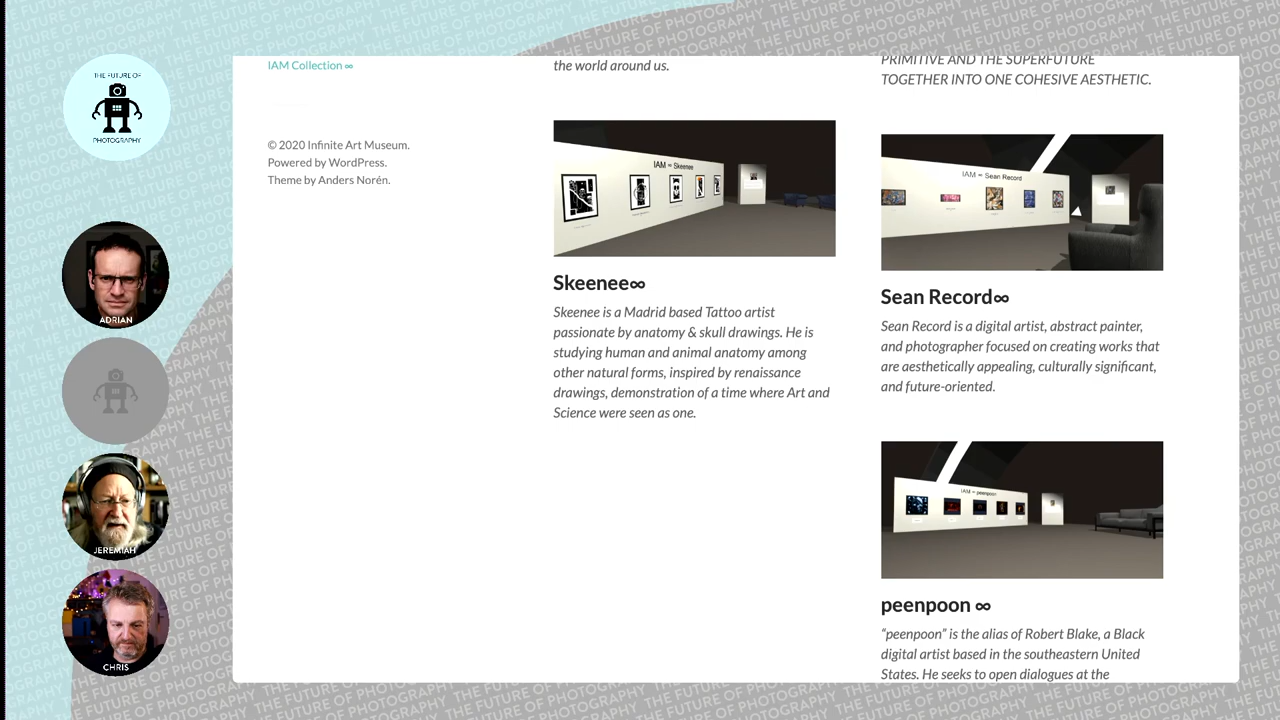 THE FUTURE OF
PHOTOGRAPHY
ADRIAN
JEREMIAH
CHRIS
IAM Collection ∞
© 2020 Infinite Art Museum.
Powered by WordPress.
Theme by Anders Norén.
the world around us.
IAM ∞ Skeenee
Skeenee∞
Skeenee is a Madrid based Tattoo artist
passionate by anatomy & skull drawings. He is
studying human and animal anatomy among
other natural forms, inspired by renaissance
drawings, demonstration of a time where Art and
Science were seen as one.
PRIMITIVE AND THE SUPERFUTURE
TOGETHER INTO ONE COHESIVE AESTHETIC.
IAM ∞ Sean Record
Sean Record∞
Sean Record is a digital artist, abstract painter,
and photographer focused on creating works that
are aesthetically appealing, culturally significant,
and future-oriented.
IAM ∞ peenpoon
peenpoon ∞
“peenpoon” is the alias of Robert Blake, a Black
digital artist based in the southeastern United
States. He seeks to open dialogues at the